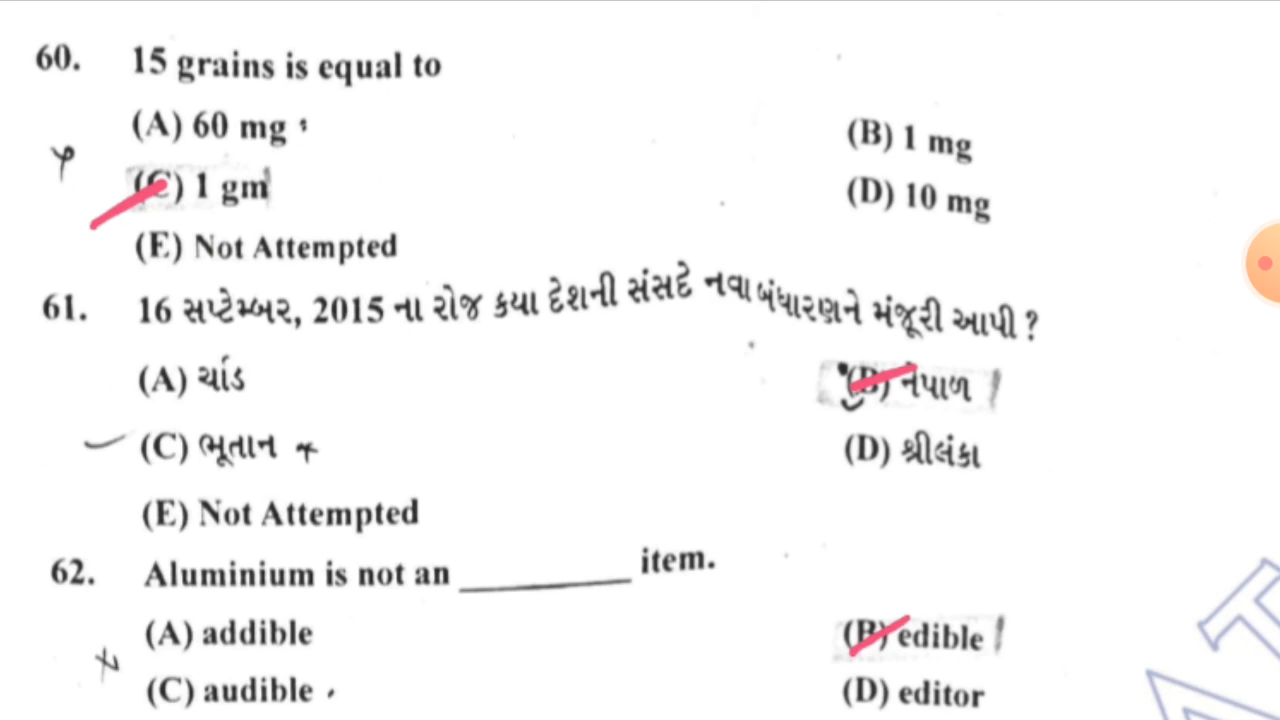 60. 15 grains is equal to
(A) 60 mg
(B) 1 mg
(C) 1 gm
(D) 10 mg
(E) Not Attempted
61. 16 સપ્ટેમ્બર, 2015 ના રોજ કયા દેશની સંસદે નવા બંધારણને મંજૂરી આપી ?
(A) ચાંડ
(B) નેપાળ
(C) ભૂતાન
(D) શ્રીલંકા
(E) Not Attempted
62. Aluminium is not an ________ item.
(A) addible
(B) edible
(C) audible
(D) editor